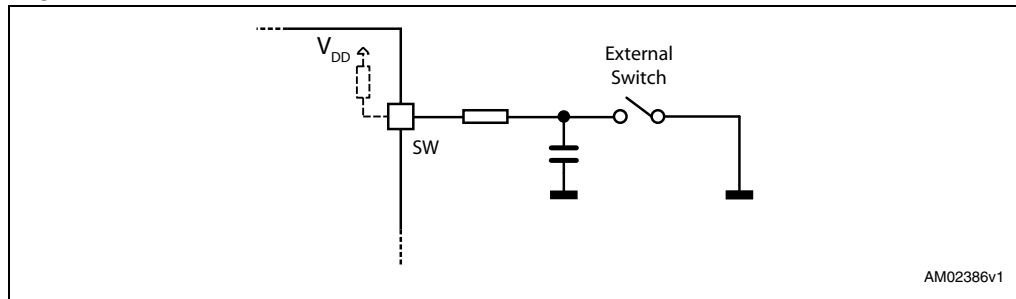 V_DD
External
Switch
SW
AM02386v1